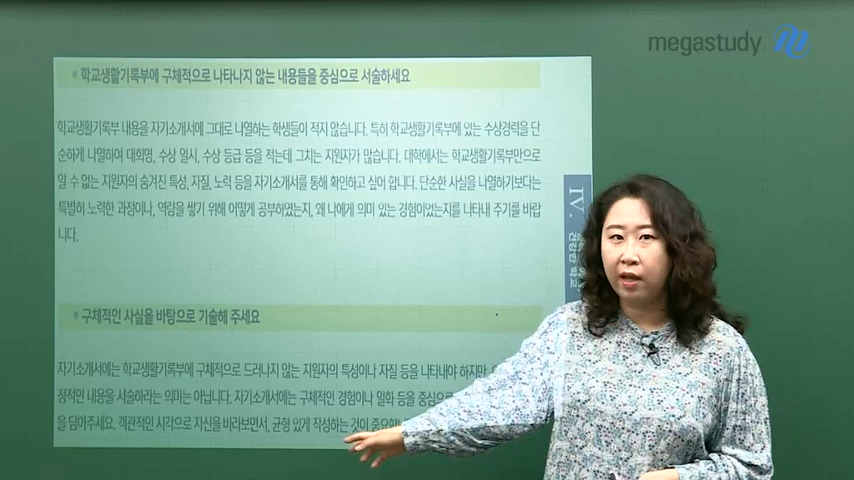 megastudy
학교생활기록부에 구체적으로 나타나지 않는 내용들을 중심으로 서술하세요
학교생활기록부 내용을 자기소개서에 그대로 나열하는 학생들이 적지 않습니다. 특히 학교생활기록부에 있는 수상경력을 단
순하게 나열하여 대회명, 수상 일시, 수상 등급 등을 적는데 그치는 지원자가 많습니다. 대학에서는 학교생활기록부만으로
알 수 없는 지원자의 숨겨진 특성, 자질, 노력 등을 자기소개서를 통해 확인하고 싶어 합니다. 단순한 사실을 나열하기보다는
특별히 노력한 과정이나, 역량을 쌓기 위해 어떻게 공부하였는지, 왜 나에게 의미 있는 경험이었는지를 나타내 주기를 바랍
니다.
IV.
구체적인 사실을 바탕으로 기술해 주세요
자기소개서에는 학교생활기록부에 구체적으로 드러나지 않는 지원자의 특성이나 자질 등을 나타내야 하지만,
정적인 내용을 서술하라는 의미는 아닙니다. 자기소개서에는 구체적인 경험이나 일화 등을 중심으로
을 담아주세요. 객관적인 시각으로 자신을 바라보면서, 균형 있게 작성하는 것이